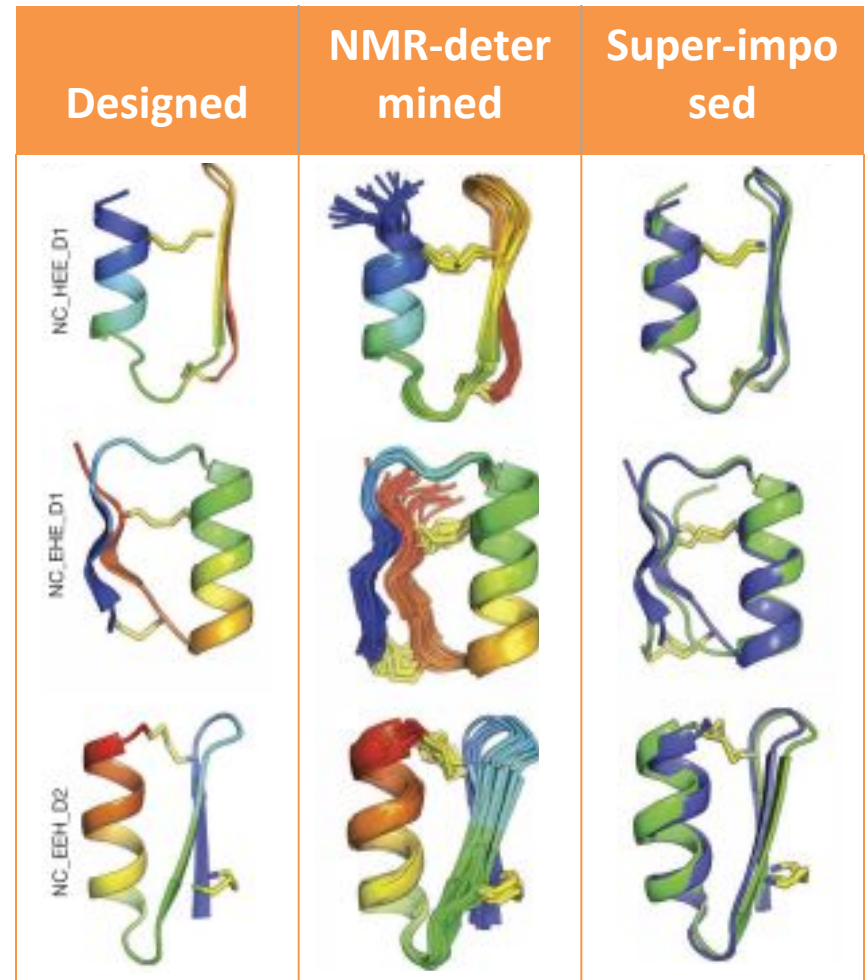 Designed
NMR-deter
mined
Super-impo
sed
NC_HEE_D1
NC_EHE_D1
NC_EEH_D2